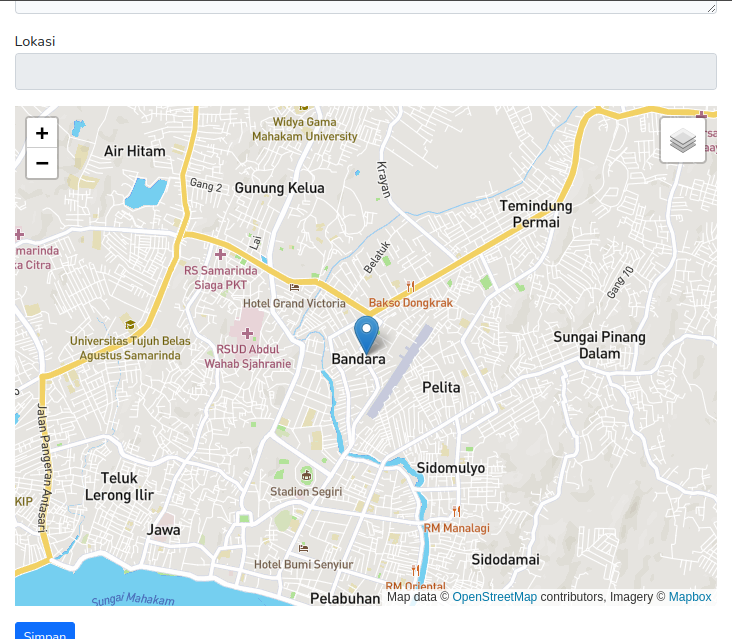 Lokasi
+
−
Widya Gama
Mahakam University
Air Hitam
Gang 2
Gunung Kelua
Krayan
Temindung
Permai
Lai
Belatuk
marinda
ka Citra
RS Samarinda
Siaga PKT
Gang 10
Hotel Grand Victoria
Bakso Dongkrak
Universitas Tujuh Belas
Agustus Samarinda
RSUD Abdul
Wahab Sjahranie
Bandara
Sungai Pinang
Dalam
Pelita
Jalan Pangeran Antasari
Teluk
Lerong Ilir
Sidomulyo
Stadion Segiri
KIP
Jawa
RM Manalagi
Hotel Bumi Senyiur
Sidodamai
RM Oriental
Sungai Mahakam
Pelabuhan
Map data © OpenStreetMap contributors, Imagery © Mapbox
Simpan